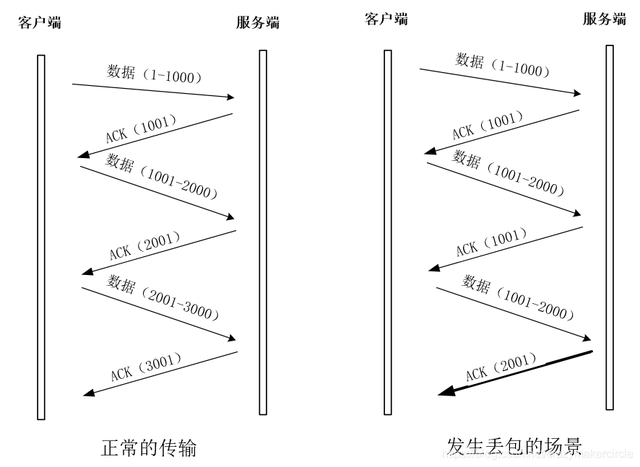 客户端
服务端
数据（1-1000）
ACK（1001）
数据（1001-2000）
ACK（2001）
数据（2001-3000）
ACK（3001）
正常的传输
客户端
服务端
数据（1-1000）
ACK（1001）
数据（1001-2000）
ACK（1001）
数据（1001-2000）
ACK（2001）
发生丢包的场景